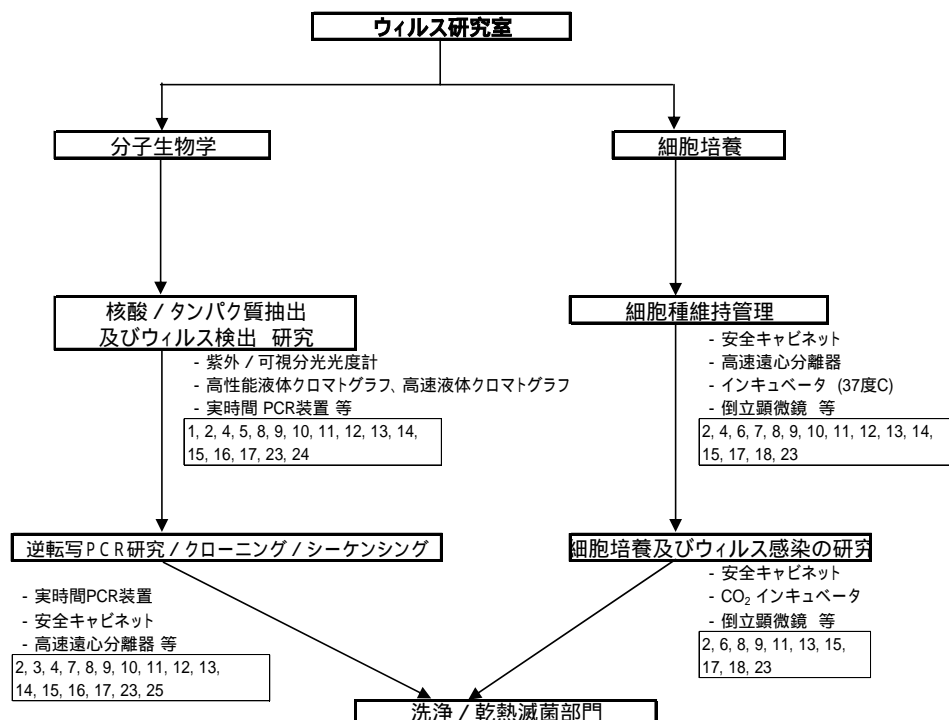 ウィルス研究室
分子生物学
細胞培養
核酸 / タンパク質抽出
及びウィルス検出 研究
- 紫外 / 可視分光光度計
- 高性能液体クロマトグラフ、高速液体クロマトグラフ
- 実時間 PCR装置 等
1, 2, 4, 5, 8, 9, 10, 11, 12, 13, 14,
15, 16, 17, 23, 24
細胞種維持管理
- 安全キャビネット
- 高速遠心分離器
- インキュベータ (37度C)
- 倒立顕微鏡 等
2, 4, 6, 7, 8, 9, 10, 11, 12, 13, 14,
15, 17, 18, 23
逆転写PCR研究 / クローニング / シーケンシング
- 実時間PCR装置
- 安全キャビネット
- 高速遠心分離器 等
2, 3, 4, 7, 8, 9, 10, 11, 12, 13,
14, 15, 16, 17, 23, 25
細胞培養及びウィルス感染の研究
- 安全キャビネット
- CO₂ インキュベータ
- 倒立顕微鏡 等
2, 6, 8, 9, 11, 13, 15,
17, 18, 23
洗浄 / 乾熱滅菌部門